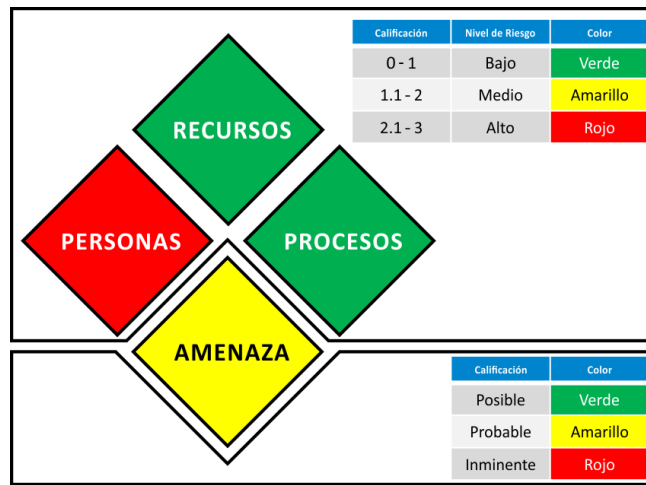 Calificación Nivel de Riesgo Color
0 - 1 Bajo Verde
1.1 - 2 Medio Amarillo
2.1 - 3 Alto Rojo
RECURSOS
PERSONAS PROCESOS
AMENAZA
Calificación Color
Posible Verde
Probable Amarillo
Inminente Rojo